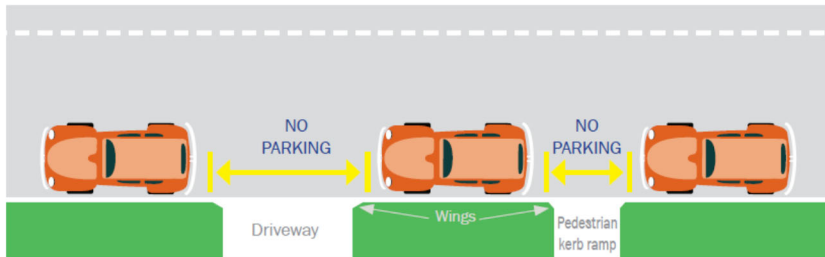 NO
PARKING
NO
PARKING
Driveway
Wings
Pedestrian
kerb ramp